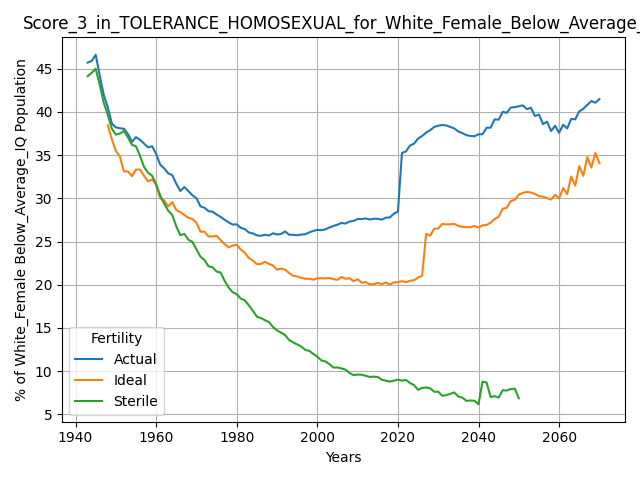 Score_3_in_TOLERANCE_HOMOSEXUAL_for_White_Female_Below_Average_
% of White_Female Below_Average_IQ Population
45
40
35
30
25
20
15
10
5
Fertility
Actual
Ideal
Sterile
1940 1960 1980 2000 2020 2040 2060
Years